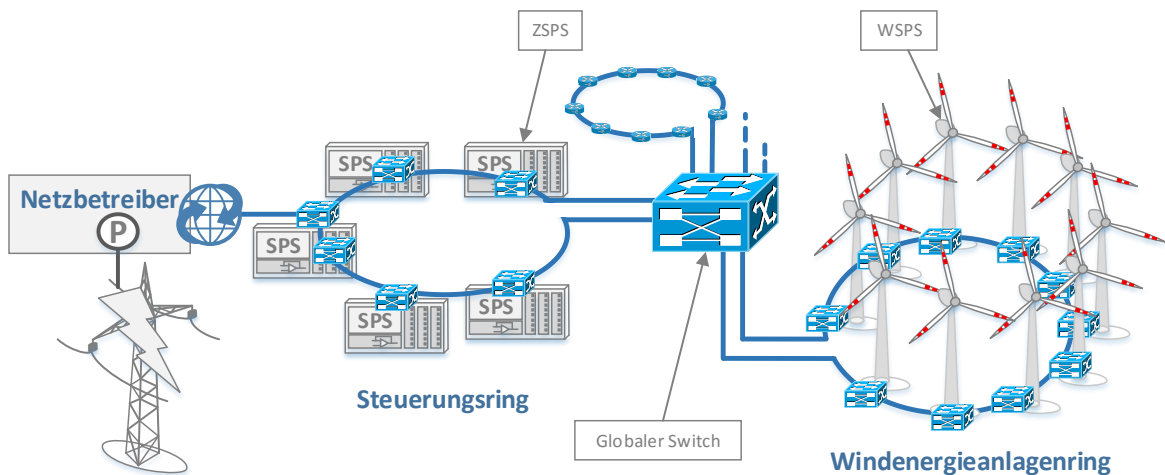 ZSPS
WSPS
SPS
SPS
Netzbetreiber
P
SPS
SPS
SPS
Steuerungsring
Globaler Switch
Windenergieanlagenring